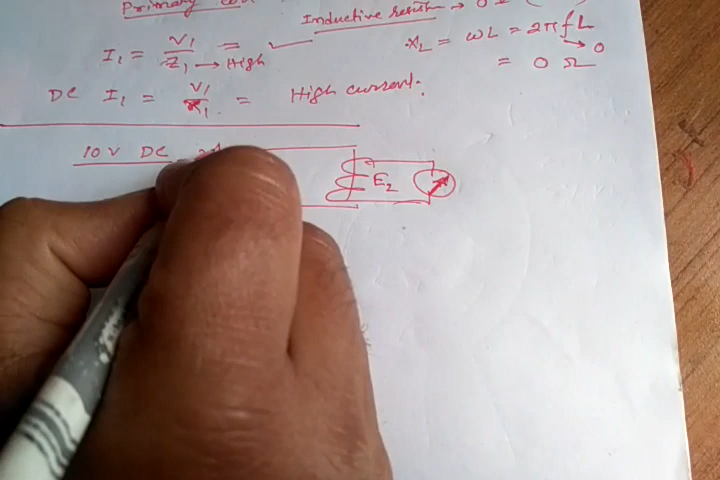 Primary
Inductive → 0
I₁ = V₁ / Z₁ → High = ✓
X_L = ωL = 2πfL → 0
= 0 Ω
DC I₁ = V₁ / R₁ = High current.
10 V DC
E₂